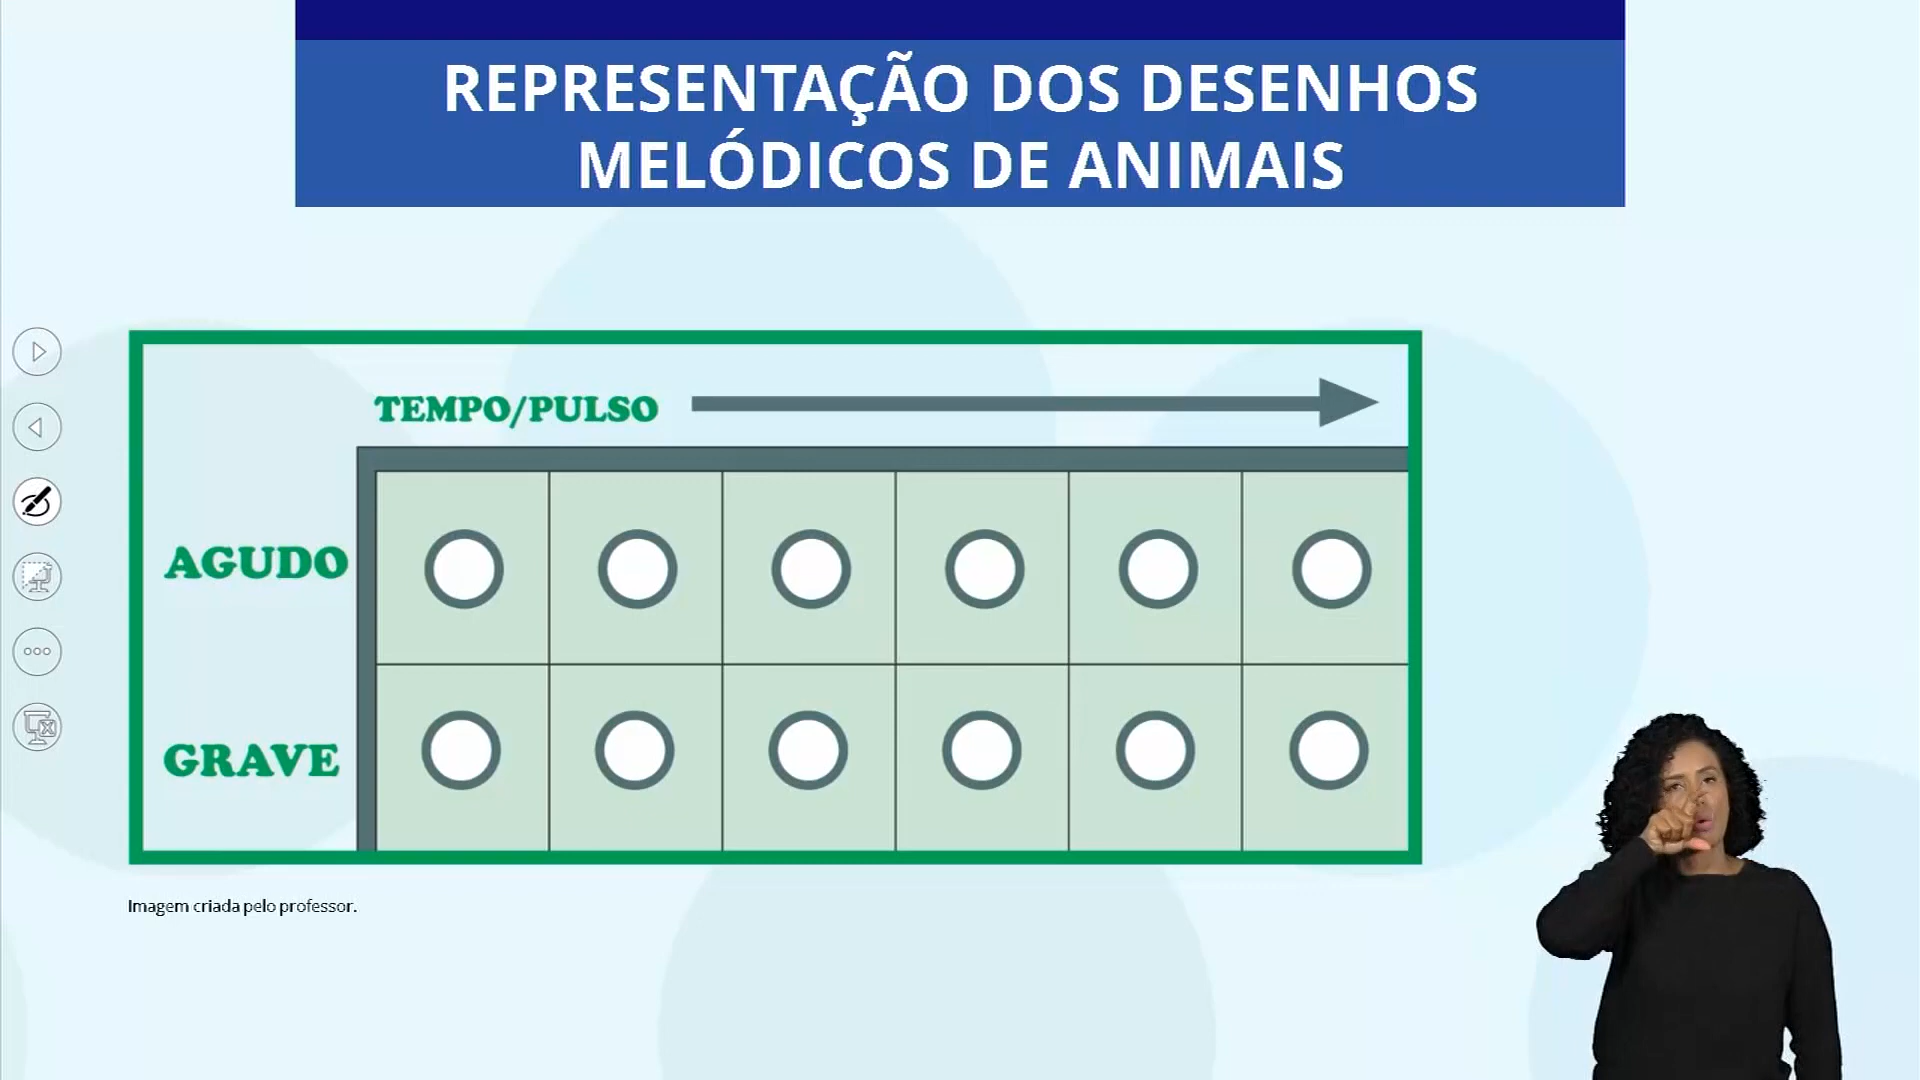 REPRESENTAÇÃO DOS DESENHOS
MELÓDICOS DE ANIMAIS
TEMPO/PULSO
AGUDO
GRAVE
Imagem criada pelo professor.